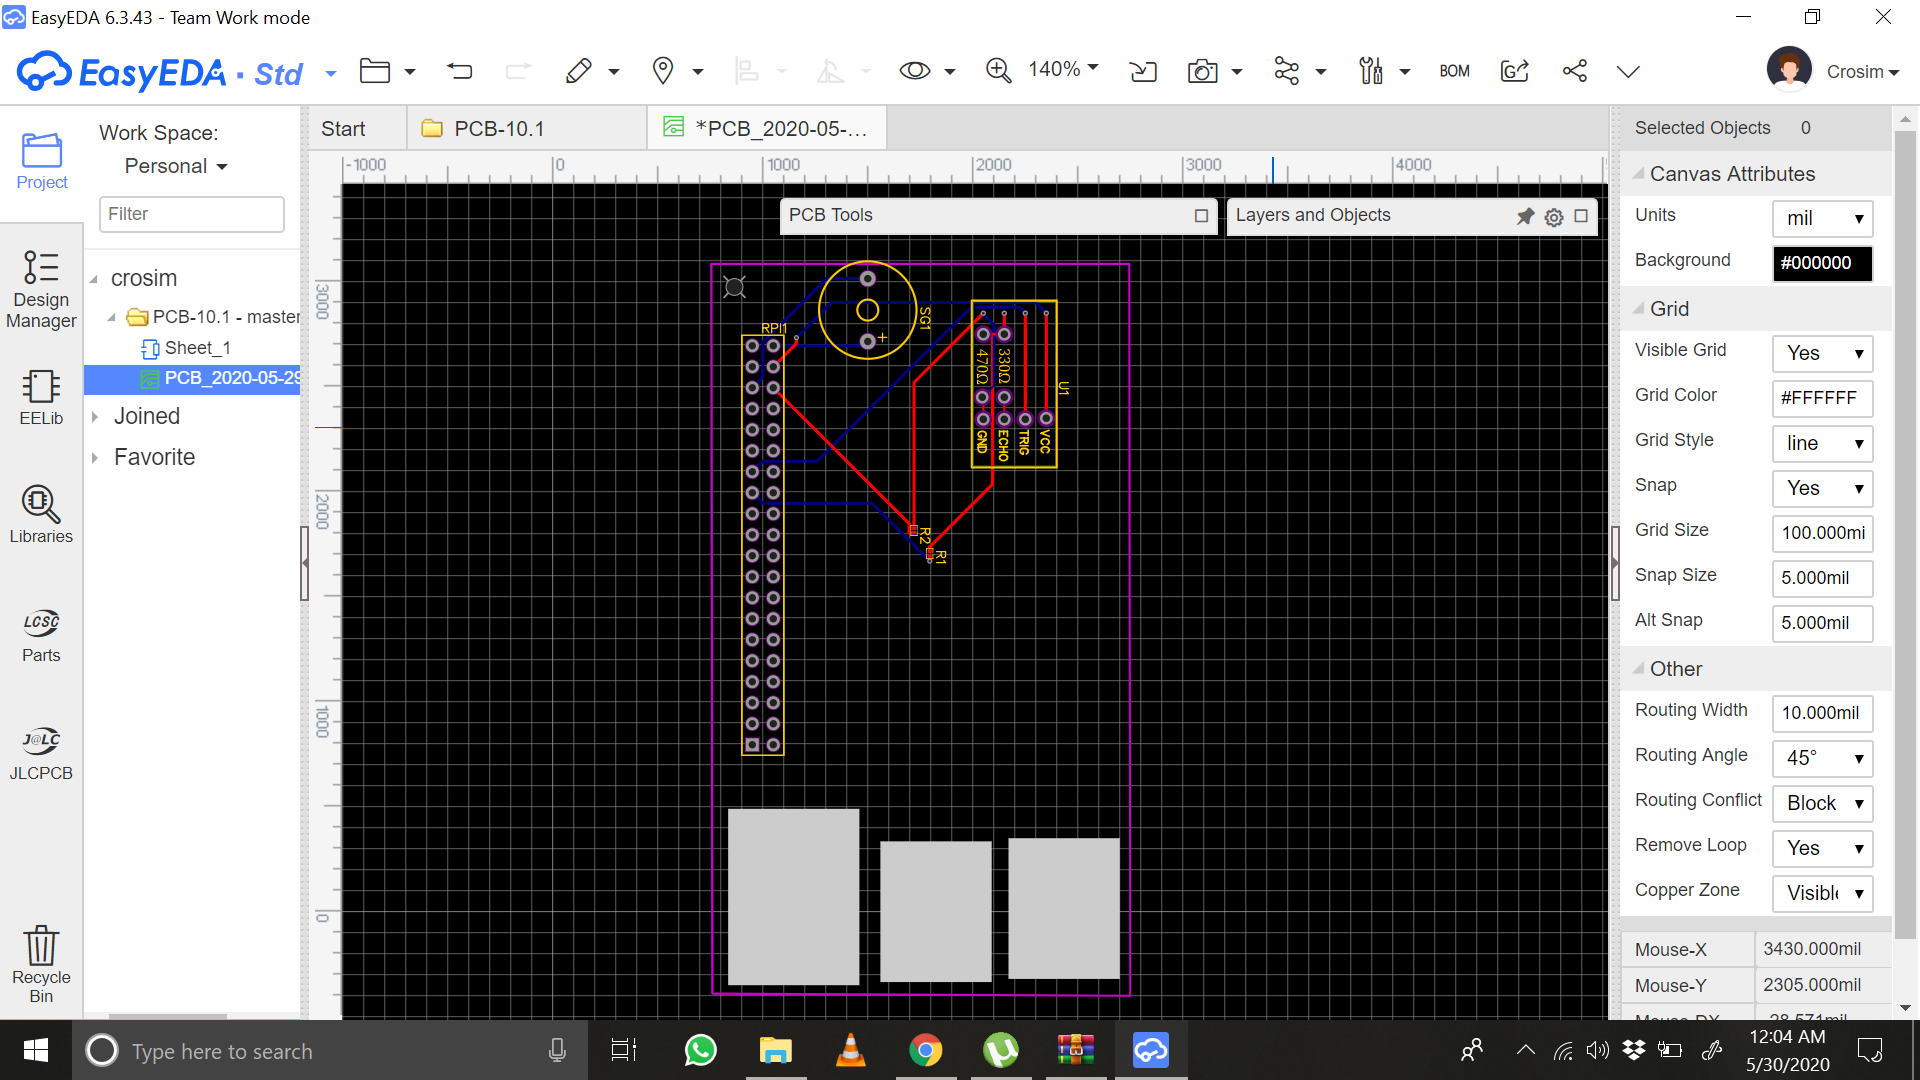 EasyEDA 6.3.43 - Team Work mode
EasyEDA · Std
140%
BOM
Crosim
Project
Design Manager
EELib
Libraries
LCSC
Parts
J@LC
JLCPCB
Recycle Bin
Work Space:
Personal
Filter
crosim
PCB-10.1 - master
Sheet_1
PCB_2020-05-29
Joined
Favorite
Start
PCB-10.1
*PCB_2020-05-...
-1000
0
1000
2000
3000
4000
3000
2000
1000
0
PCB Tools
Layers and Objects
RPI1
SG1
+
470Ω
330Ω
U1
GND
ECHO
TRIG
VCC
R2
R1
Selected Objects 0
Canvas Attributes
Units mil
Background #000000
Grid
Visible Grid Yes
Grid Color #FFFFFF
Grid Style line
Snap Yes
Grid Size 100.000mi
Snap Size 5.000mil
Alt Snap 5.000mil
Other
Routing Width 10.000mil
Routing Angle 45°
Routing Conflict Block
Remove Loop Yes
Copper Zone Visibl
Mouse-X 3430.000mil
Mouse-Y 2305.000mil
Mouse-DX -28.571mil
Type here to search
12:04 AM
5/30/2020